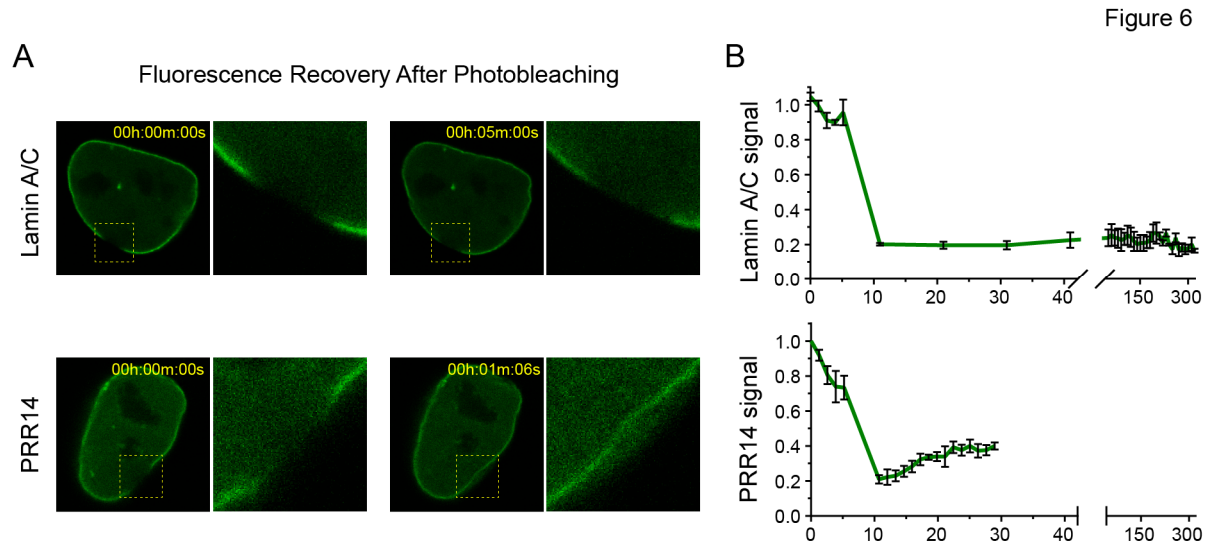 Figure 6
A
B
Fluorescence Recovery After Photobleaching
Lamin A/C
00h:00m:00s
00h:05m:00s
PRR14
00h:00m:00s
00h:01m:06s
Lamin A/C signal
1.0
0.8
0.6
0.4
0.2
0.0
0 10 20 30 40 150 300
PRR14 signal
1.0
0.8
0.6
0.4
0.2
0.0
0 10 20 30 40 150 300